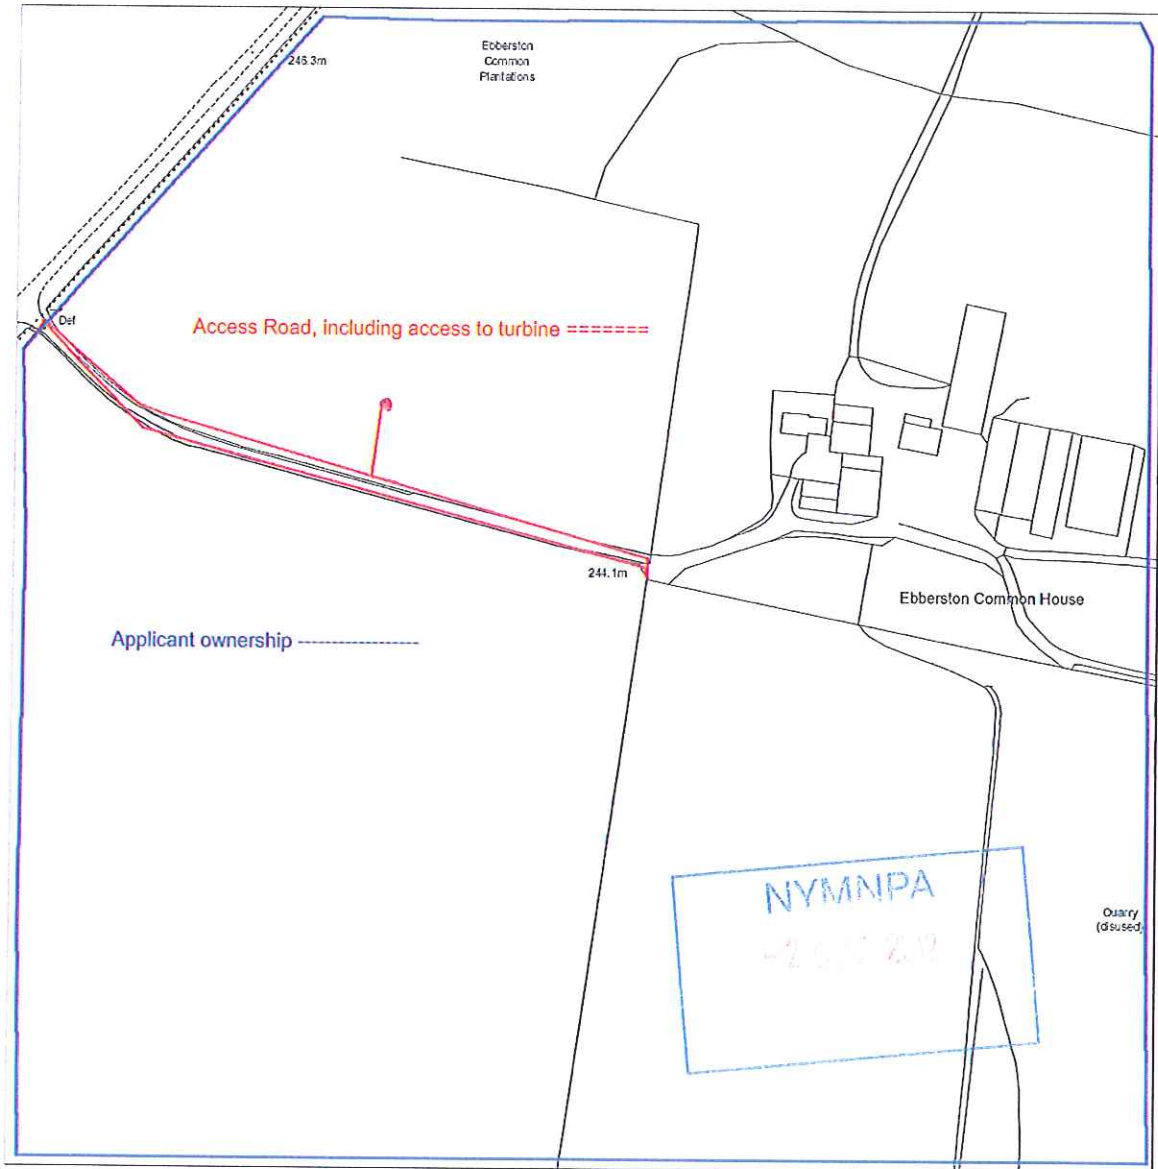 Ebberston
Common
Plantations
246.3m
Def
Access Road, including access to turbine =======
244.1m
Ebberston Common House
Applicant ownership ---------------
NYMNPA
Quarry
(disused)